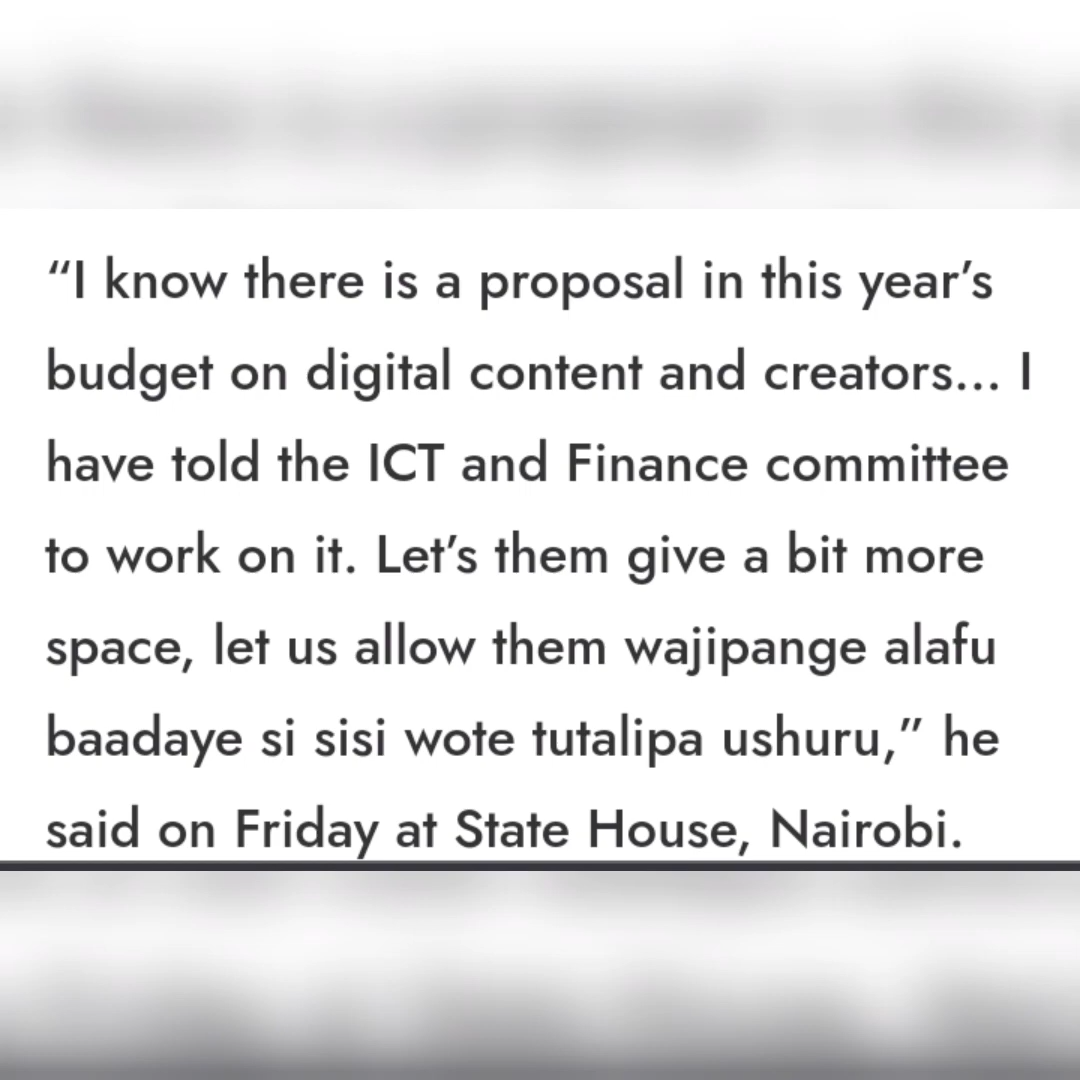 “I know there is a proposal in this year’s
budget on digital content and creators... I
have told the ICT and Finance committee
to work on it. Let’s them give a bit more
space, let us allow them wajipange alafu
baadaye si sisi wote tutalipa ushuru,” he
said on Friday at State House, Nairobi.